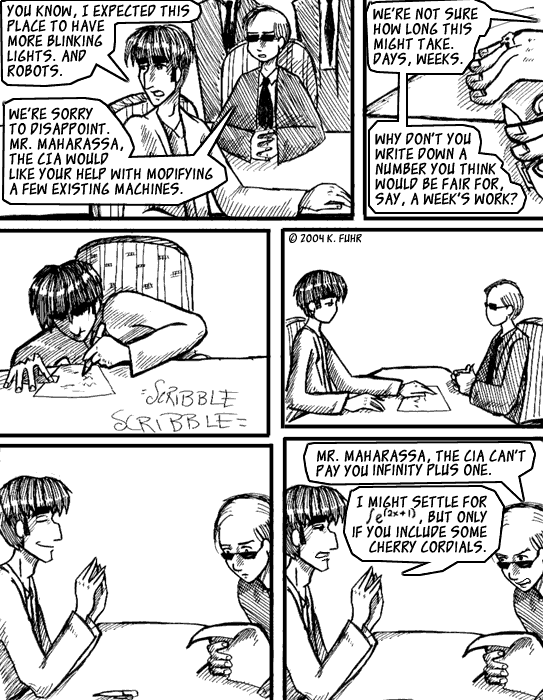 YOU KNOW, I EXPECTED THIS
PLACE TO HAVE
MORE BLINKING
LIGHTS. AND
ROBOTS.
WE'RE SORRY
TO DISAPPOINT.
MR. MAHARASSA,
THE CIA WOULD
LIKE YOUR HELP WITH MODIFYING
A FEW EXISTING MACHINES.
WE'RE NOT SURE
HOW LONG THIS
MIGHT TAKE.
DAYS, WEEKS.
WHY DON'T YOU
WRITE DOWN A
NUMBER YOU THINK
WOULD BE FAIR FOR,
SAY, A WEEK'S WORK?
=SCRIBBLE
SCRIBBLE=
© 2004 K. FUHR
MR. MAHARASSA, THE CIA CAN'T
PAY YOU INFINITY PLUS ONE.
I MIGHT SETTLE FOR
∫e^(2x+1), BUT ONLY
IF YOU INCLUDE SOME
CHERRY CORDIALS.